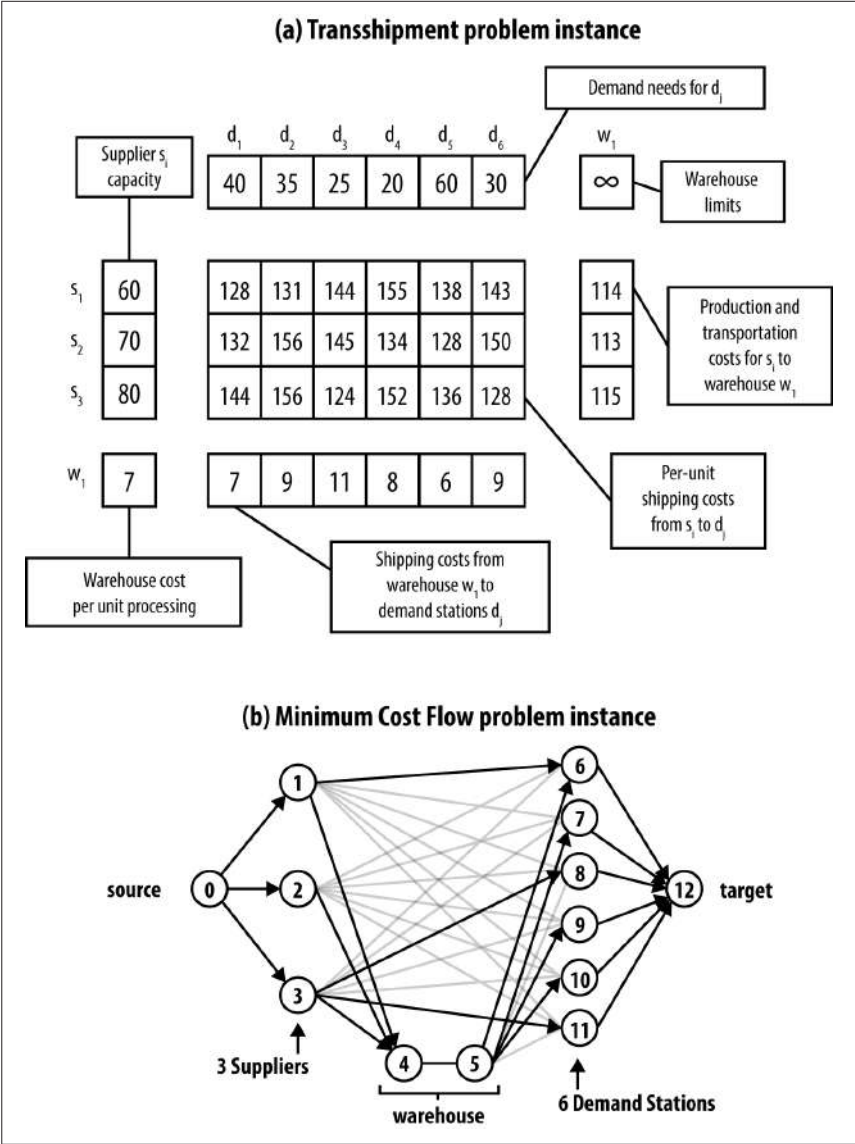 (a) Transshipment problem instance
Demand needs for dj
d1 d2 d3 d4 d5 d6 w1
Supplier si
capacity
40 35 25 20 60 30 ∞
Warehouse
limits
s1 60 128 131 144 155 138 143 114
s2 70 132 156 145 134 128 150 113
s3 80 144 156 124 152 136 128 115
Production and
transportation
costs for si to
warehouse w1
w1 7 7 9 11 8 6 9
Per-unit
shipping costs
from si to dj
Warehouse cost
per unit processing
Shipping costs from
warehouse w1 to
demand stations dj
(b) Minimum Cost Flow problem instance
6
1
7
8
source 0 2 12 target
9
10
3
11
4 5
3 Suppliers
warehouse
6 Demand Stations